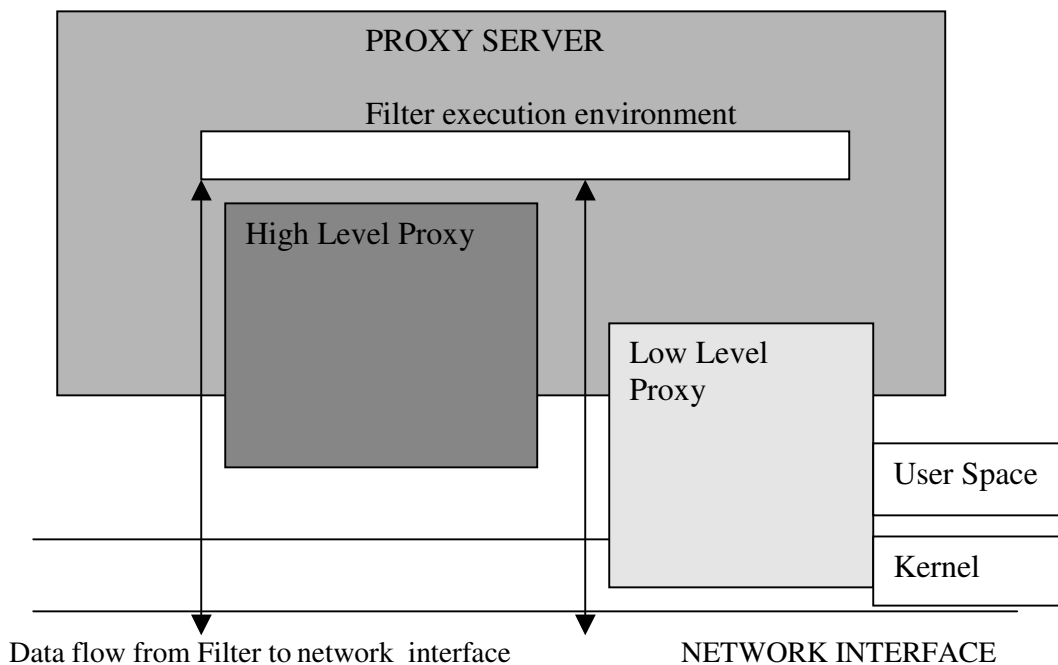 PROXY SERVER
Filter execution environment
High Level Proxy
Low Level
Proxy
User Space
Kernel
Data flow from Filter to network interface
NETWORK INTERFACE